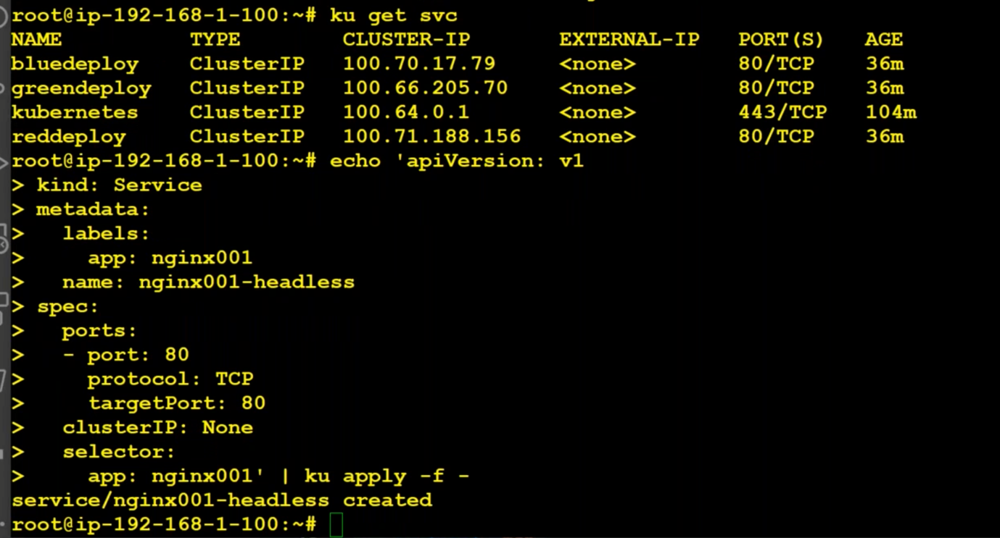 root@ip-192-168-1-100:~# ku get svc
NAME          TYPE        CLUSTER-IP       EXTERNAL-IP   PORT(S)   AGE
bluedeploy    ClusterIP   100.70.17.79     <none>        80/TCP    36m
greendeploy   ClusterIP   100.66.205.70    <none>        80/TCP    36m
kubernetes    ClusterIP   100.64.0.1       <none>        443/TCP   104m
reddeploy     ClusterIP   100.71.188.156   <none>        80/TCP    36m
root@ip-192-168-1-100:~# echo 'apiVersion: v1
> kind: Service
> metadata:
>   labels:
>     app: nginx001
>   name: nginx001-headless
> spec:
>   ports:
>   - port: 80
>     protocol: TCP
>     targetPort: 80
>   clusterIP: None
>   selector:
>     app: nginx001' | ku apply -f -
service/nginx001-headless created
root@ip-192-168-1-100:~#